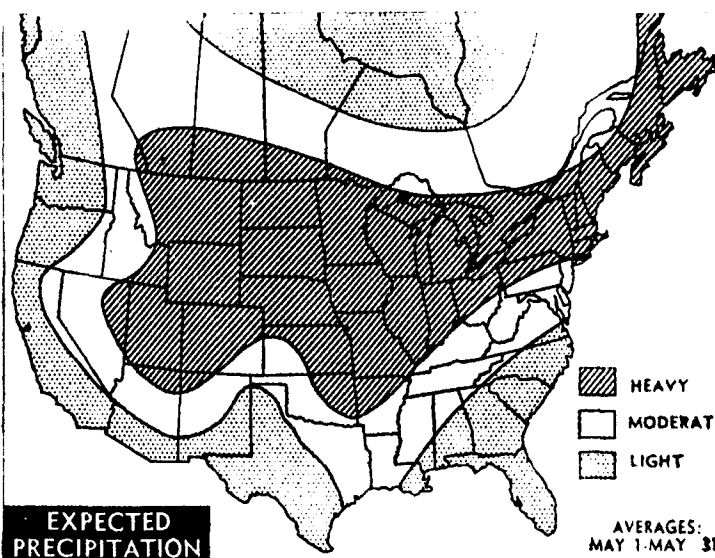 HEAVY
MODERAT
LIGHT
EXPECTED
PRECIPITATION
AVERAGES:
MAY 1-MAY 31